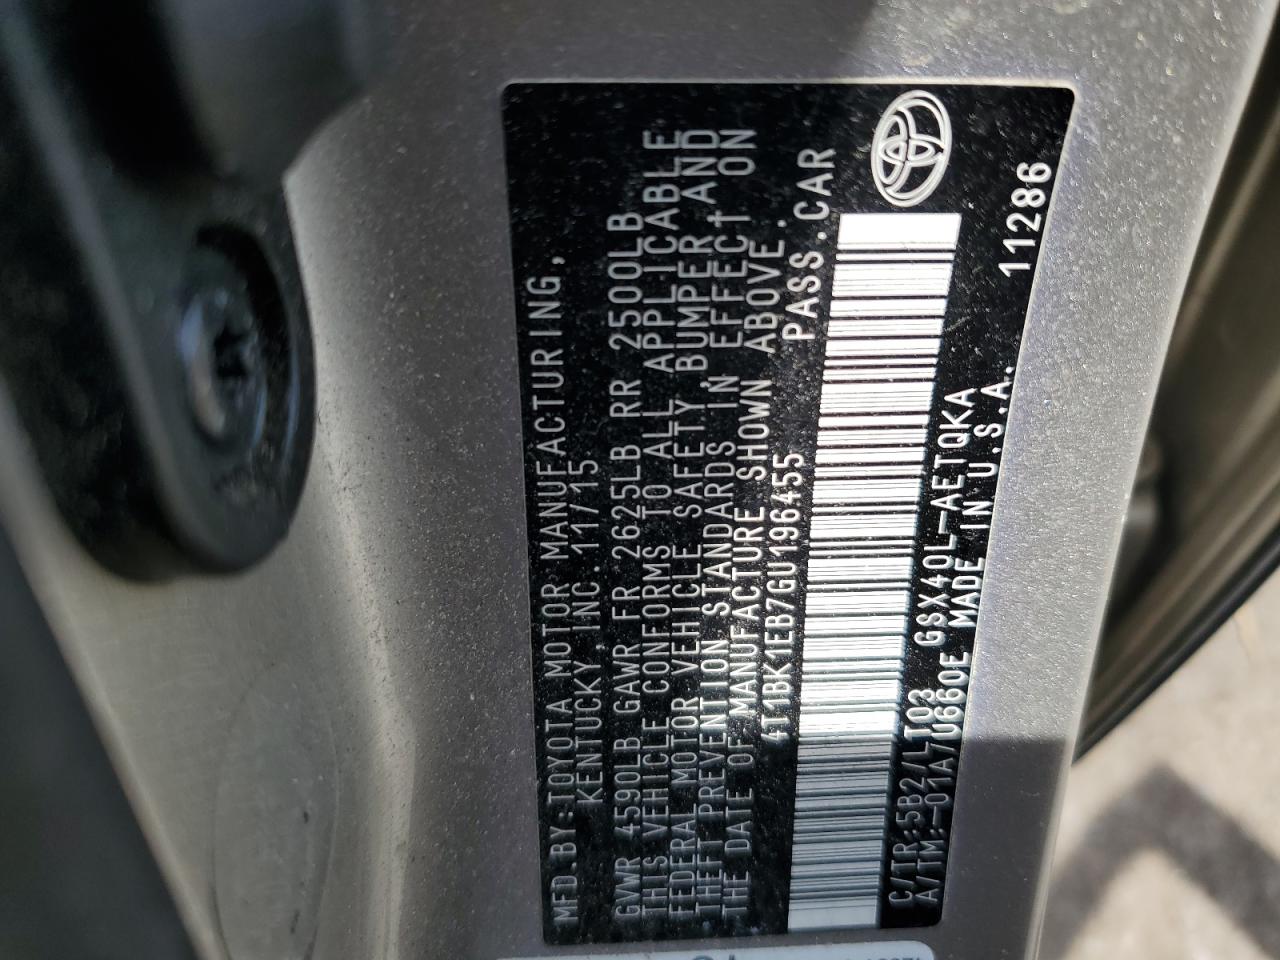 MFD.BY:TOYOTA MOTOR MANUFACTURING,
KENTUCKY, INC. 11/15
GVWR 4590LB GAWR FR 2625LB RR 2500LB
THIS VEHICLE CONFORMS TO ALL APPLICABLE
FEDERAL MOTOR VEHICLE SAFETY, BUMPER AND
THEFT PREVENTION STANDARDS IN EFFECT ON
THE DATE OF MANUFACTURE SHOWN ABOVE.
4T1BK1EB7GU196455 PASS.CAR
C/TR:5B2/LT03 GSX40L-AETQKA
A/TM:-01A/U660E MADE IN U.S.A. 11286